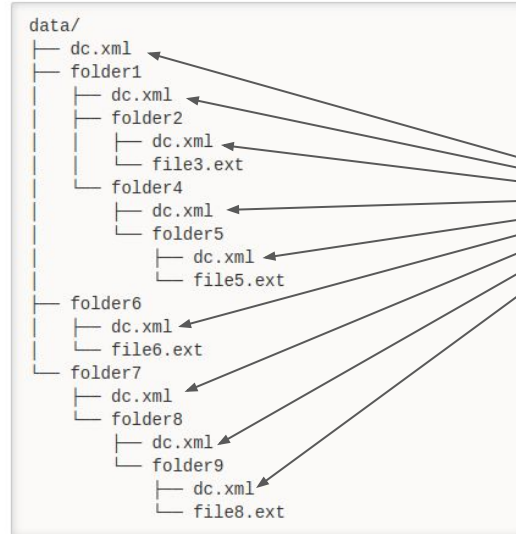 data/
├── dc.xml
├── folder1
│   ├── dc.xml
│   ├── folder2
│   │   ├── dc.xml
│   │   └── file3.ext
│   └── folder4
│       ├── dc.xml
│       └── folder5
│           ├── dc.xml
│           └── file5.ext
├── folder6
│   ├── dc.xml
│   └── file6.ext
└── folder7
    ├── dc.xml
    └── folder8
        ├── dc.xml
        └── folder9
            ├── dc.xml
            └── file8.ext